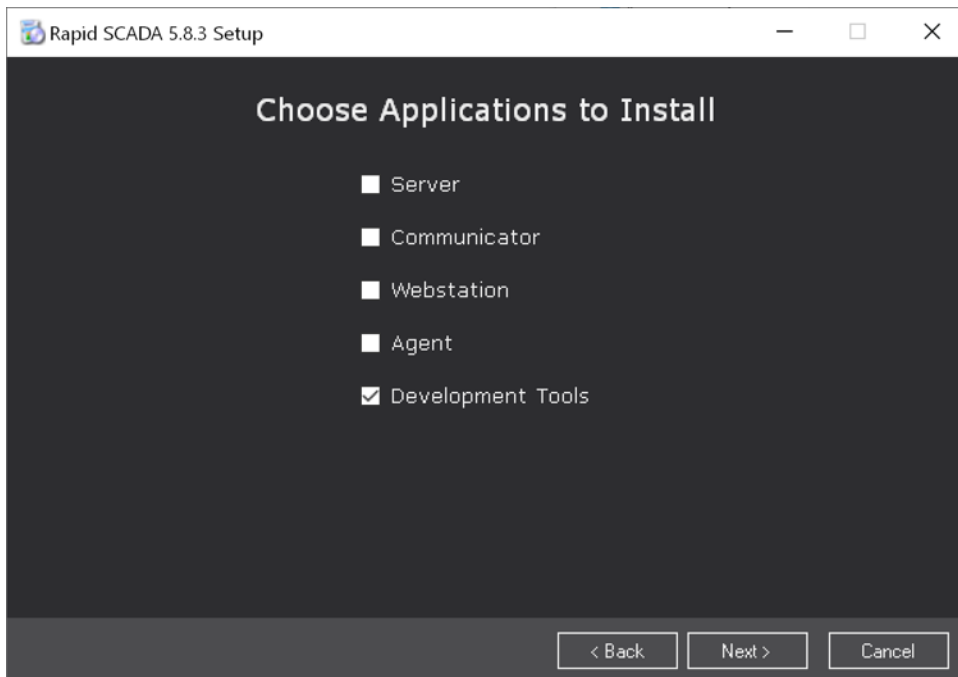 Rapid SCADA 5.8.3 Setup
Choose Applications to Install
Server
Communicator
Webstation
Agent
Development Tools
< Back Next > Cancel